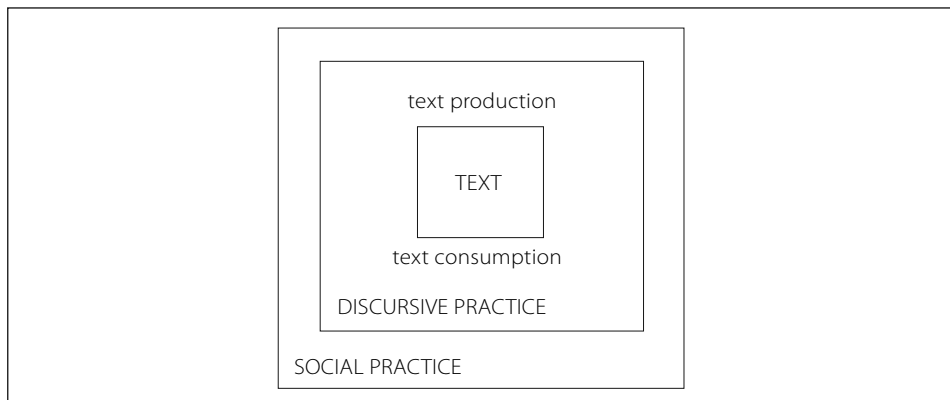 text production
TEXT
text consumption
DISCURSIVE PRACTICE
SOCIAL PRACTICE